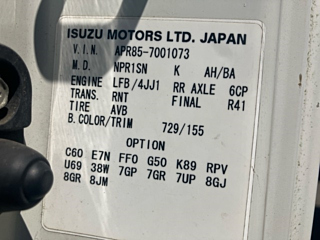 ISUZU MOTORS LTD. JAPAN
V.I.N. APR85-7001073
M.D. NPR1SN K AH/BA
ENGINE LFB/4JJ1 RR AXLE 6CP
TRANS. RNT FINAL R41
TIRE AVB
B.COLOR/TRIM 729/155
OPTION
C60 E7N FF0 G50 K89 RPV
U69 38W 7GP 7GR 7UP 8GJ
8GR 8JM